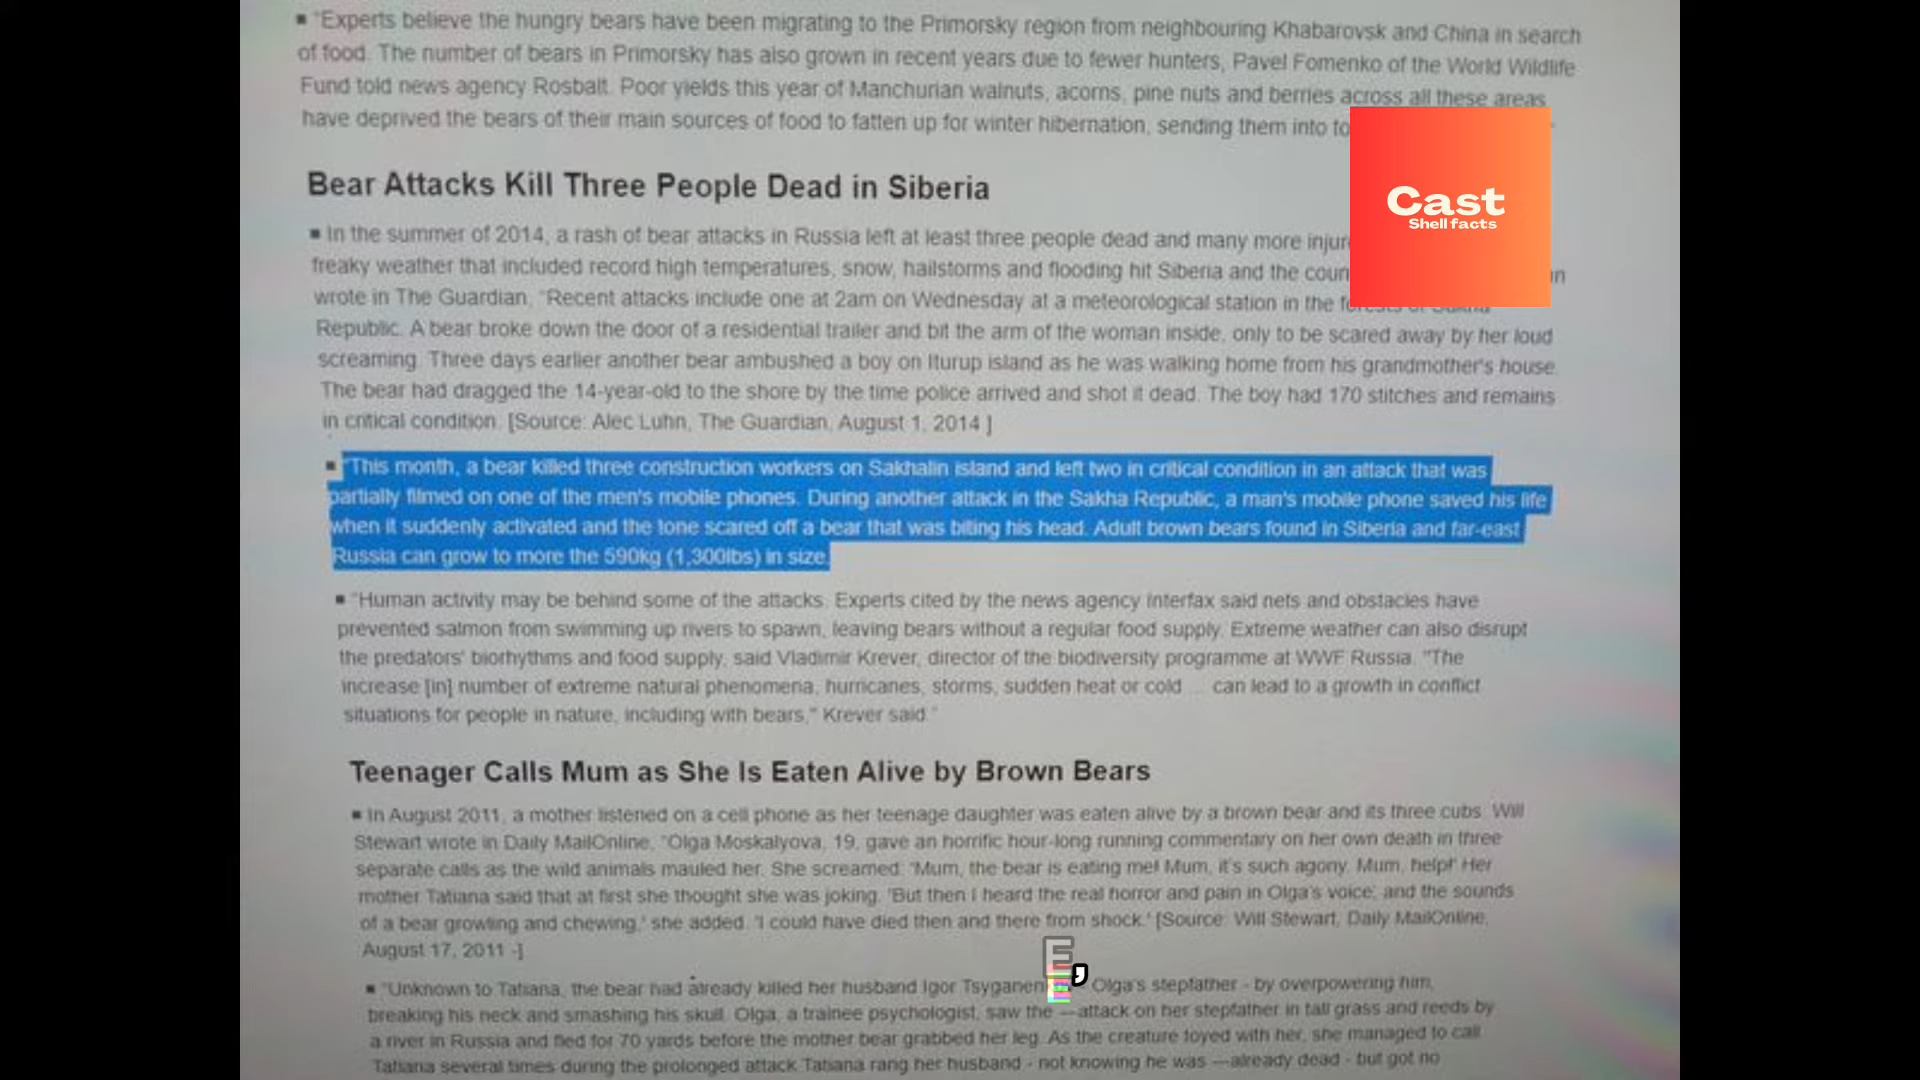 ▪ "Experts believe the hungry bears have been migrating to the Primorsky region from neighbouring Khabarovsk and China in search
of food. The number of bears in Primorsky has also grown in recent years due to fewer hunters, Pavel Fomenko of the World Wildlife
Fund told news agency Rosbalt. Poor yields this year of Manchurian walnuts, acorns, pine nuts and berries across all these areas
have deprived the bears of their main sources of food to fatten up for winter hibernation, sending them into to
Cast
Shell facts
Bear Attacks Kill Three People Dead in Siberia
▪ In the summer of 2014, a rash of bear attacks in Russia left at least three people dead and many more injur
freaky weather that included record high temperatures, snow, hailstorms and flooding hit Siberia and the coun
wrote in The Guardian, "Recent attacks include one at 2am on Wednesday at a meteorological station in the forests of Sakha
Republic. A bear broke down the door of a residential trailer and bit the arm of the woman inside, only to be scared away by her loud
screaming. Three days earlier another bear ambushed a boy on Iturup island as he was walking home from his grandmother's house.
The bear had dragged the 14-year-old to the shore by the time police arrived and shot it dead. The boy had 170 stitches and remains
in critical condition. [Source: Alec Luhn, The Guardian, August 1, 2014 ]
▪ "This month, a bear killed three construction workers on Sakhalin island and left two in critical condition in an attack that was
partially filmed on one of the men's mobile phones. During another attack in the Sakha Republic, a man's mobile phone saved his life
when it suddenly activated and the tone scared off a bear that was biting his head. Adult brown bears found in Siberia and far-east
Russia can grow to more the 590kg (1,300lbs) in size.
▪ "Human activity may be behind some of the attacks. Experts cited by the news agency Interfax said nets and obstacles have
prevented salmon from swimming up rivers to spawn, leaving bears without a regular food supply. Extreme weather can also disrupt
the predators' biorhythms and food supply, said Vladimir Krever, director of the biodiversity programme at WWF Russia. "The
increase [in] number of extreme natural phenomena, hurricanes, storms, sudden heat or cold ... can lead to a growth in conflict
situations for people in nature, including with bears," Krever said."
Teenager Calls Mum as She Is Eaten Alive by Brown Bears
▪ In August 2011, a mother listened on a cell phone as her teenage daughter was eaten alive by a brown bear and its three cubs. Will
Stewart wrote in Daily MailOnline, "Olga Moskalyova, 19, gave an horrific hour-long running commentary on her own death in three
separate calls as the wild animals mauled her. She screamed: 'Mum, the bear is eating me! Mum, it's such agony. Mum, help!' Her
mother Tatiana said that at first she thought she was joking. 'But then I heard the real horror and pain in Olga's voice, and the sounds
of a bear growling and chewing,' she added. 'I could have died then and there from shock.' [Source: Will Stewart, Daily MailOnline,
August 17, 2011 -]
▪ "Unknown to Tatiana, the bear had already killed her husband Igor Tsyganen Olga's stepfather - by overpowering him,
breaking his neck and smashing his skull. Olga, a trainee psychologist, saw the —attack on her stepfather in tall grass and reeds by
a river in Russia and fled for 70 yards before the mother bear grabbed her leg. As the creature toyed with her, she managed to call
Tatiana several times during the prolonged attack Tatiana rang her husband - not knowing he was —already dead - but got no